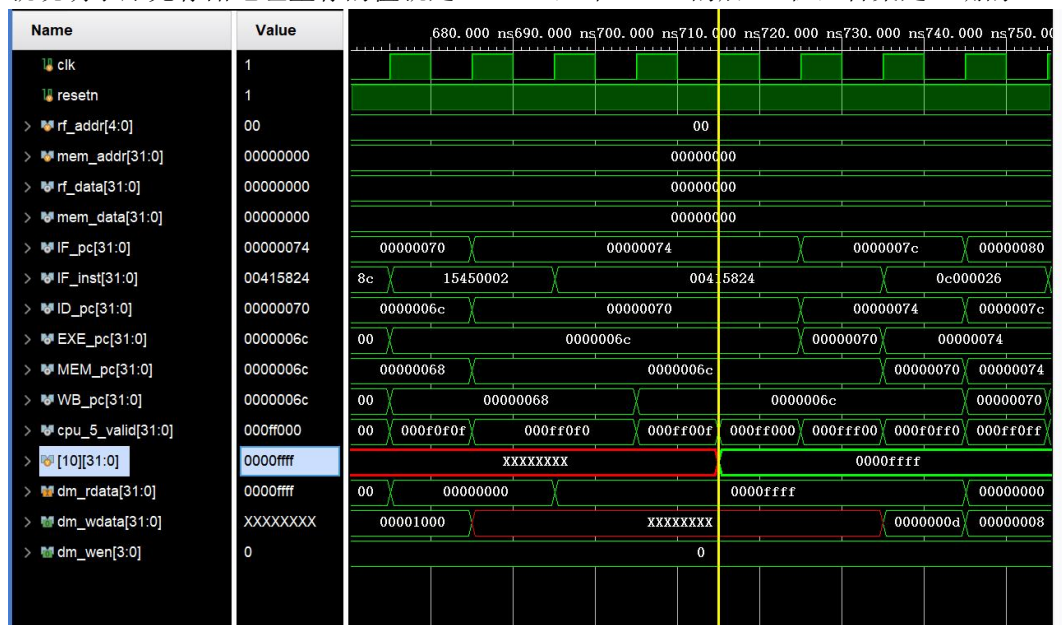 Name Value 680.000 ns 690.000 ns 700.000 ns 710.000 ns 720.000 ns 730.000 ns 740.000 ns 750.00
clk 1
resetn 1
rf_addr[4:0] 00 00
mem_addr[31:0] 00000000 00000000
rf_data[31:0] 00000000 00000000
mem_data[31:0] 00000000 00000000
IF_pc[31:0] 00000074 00000070 00000074 0000007c 00000080
IF_inst[31:0] 00415824 8c 15450002 00415824 0c000026
ID_pc[31:0] 00000070 0000006c 00000070 00000074 0000007c
EXE_pc[31:0] 0000006c 00 0000006c 00000070 00000074
MEM_pc[31:0] 0000006c 00000068 0000006c 00000070 00000074
WB_pc[31:0] 0000006c 00 00000068 0000006c 00000070
cpu_5_valid[31:0] 000ff000 00 000f0f0f 000ff0f0 000ff00f 000ff000 000fff00 000f0ff0 000ff0ff
[10][31:0] 0000ffff XXXXXXXX 0000ffff
dm_rdata[31:0] 0000ffff 00 00000000 0000ffff 00000000
dm_wdata[31:0] XXXXXXXX 00001000 XXXXXXXX 0000000d 00000008
dm_wen[3:0] 0 0